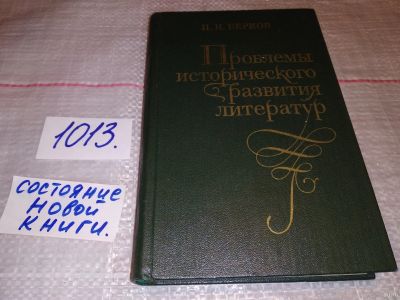 П. Н. БЕРКОВ
Проблемы
исторического
развития
литератур
1013.
СОСТОЯНИЕ
НОВОЙ
КНИГИ.